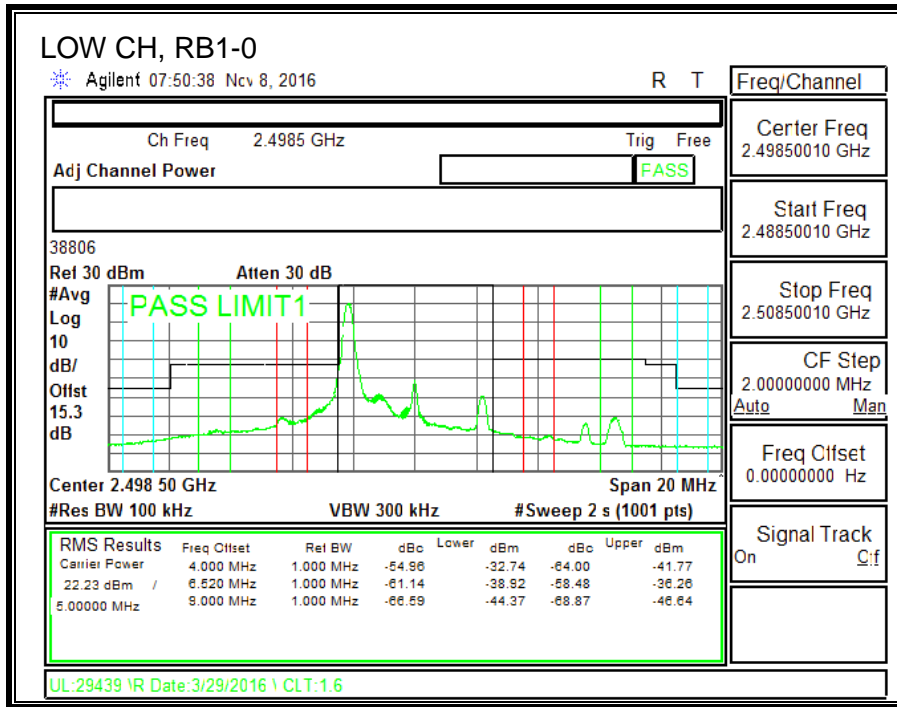 LOW CH, RB1-0
Agilent 07:50:38 Nov 8, 2016 R T
Freq/Channel
Ch Freq 2.4985 GHz Trig Free
Adj Channel Power PASS
Center Freq
2.49850010 GHz
Start Freq
2.48850010 GHz
Stop Freq
2.50850010 GHz
CF Step
2.00000000 MHz
Auto Man
Freq Offset
0.00000000 Hz
Signal Track
On Off
38806
Ref 30 dBm Atten 30 dB
#Avg
Log
10
dB/
Offst
15.3
dB
PASS LIMIT1
Center 2.498 50 GHz Span 20 MHz
#Res BW 100 kHz VBW 300 kHz #Sweep 2 s (1001 pts)
RMS Results Freq Offset Ref BW dBc Lower dBm dBc Upper dBm
Carrier Power 4.000 MHz 1.000 MHz -54.96 -32.74 -64.00 -41.77
22.23 dBm / 6.520 MHz 1.000 MHz -61.14 -38.92 -58.48 -36.26
5.00000 MHz 9.000 MHz 1.000 MHz -66.59 -44.37 -68.87 -46.64
UL:29439 \R Date:3/29/2016 \ CLT:1.6